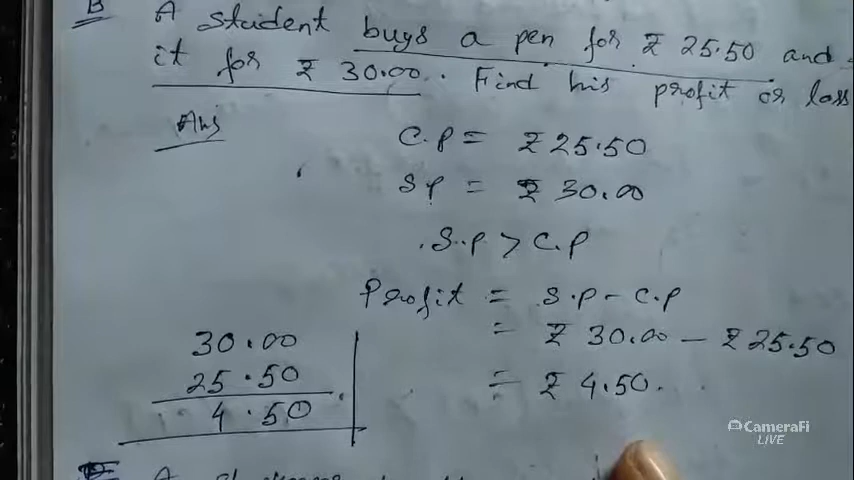 B A student buys a pen for ₹ 25.50 and
it for ₹ 30.00. Find his profit or loss
Ans
C.P = ₹ 25.50
S.P = ₹ 30.00
S.P > C.P
Profit = S.P - C.P
= ₹ 30.00 - ₹ 25.50
= ₹ 4.50.
30.00
25.50
4.50
CameraFi
LIVE
A